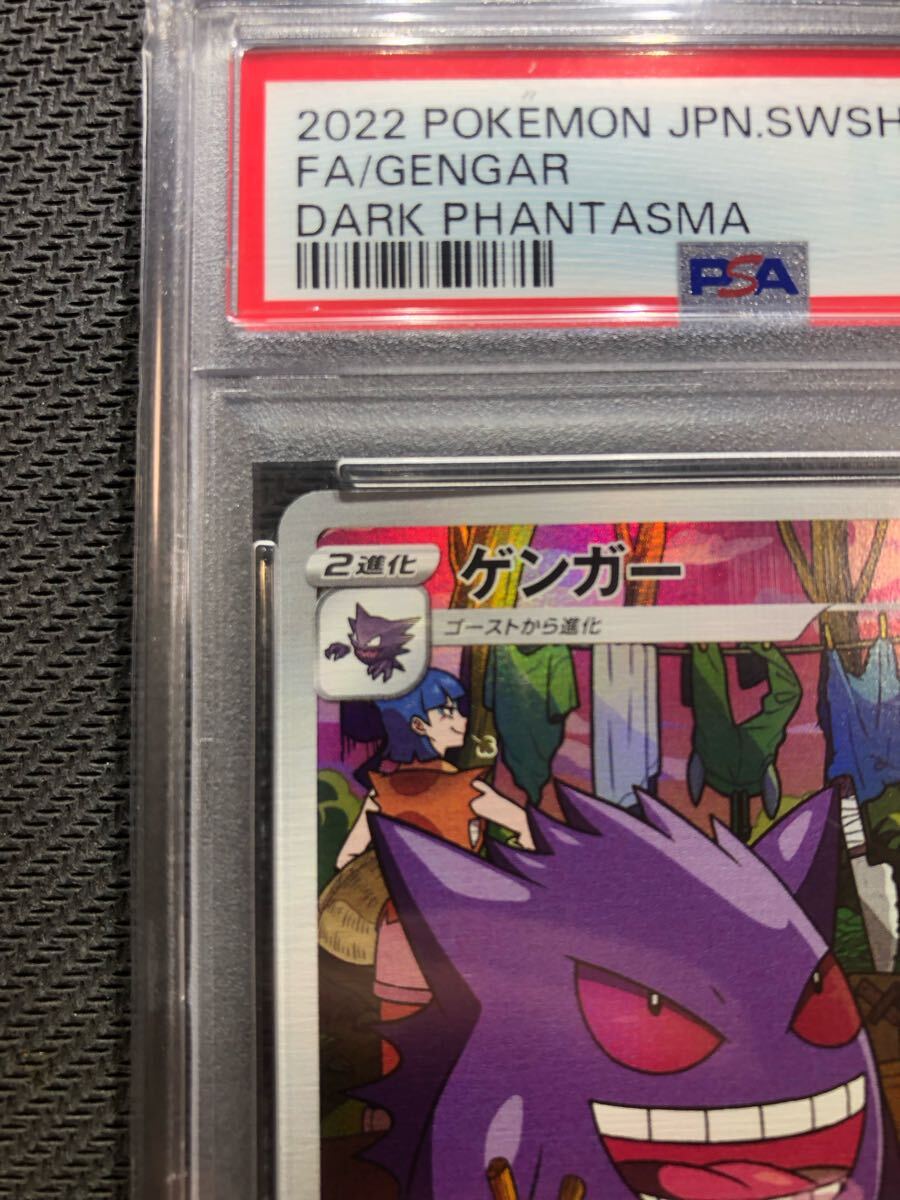 2022 POKEMON JPN.SWSH
FA/GENGAR
DARK PHANTASMA
PSA
2進化
ゲンガー
ゴーストから進化